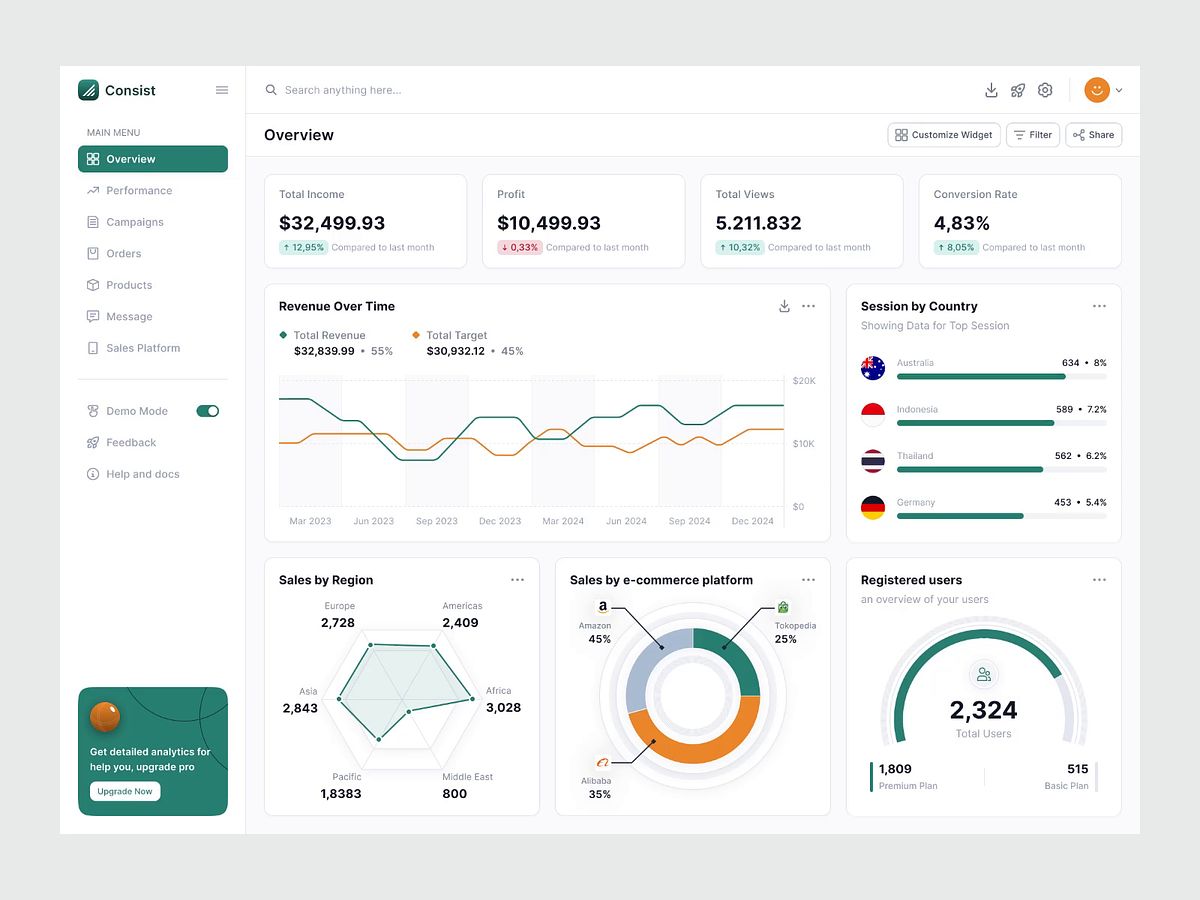 Consist
Search anything here...
MAIN MENU
Overview
Performance
Campaigns
Orders
Products
Message
Sales Platform
Demo Mode
Feedback
Help and docs
Get detailed analytics for
help you, upgrade pro
Upgrade Now
Overview
Customize Widget
Filter
Share
Total Income
$32,499.93
↑ 12,95% Compared to last month
Profit
$10,499.93
↓ 0,33% Compared to last month
Total Views
5.211.832
↑ 10,32% Compared to last month
Conversion Rate
4,83%
↑ 8,05% Compared to last month
Revenue Over Time
Total Revenue
$32,839.99 • 55%
Total Target
$30,932.12 • 45%
$20K
$10K
$0
Mar 2023 Jun 2023 Sep 2023 Dec 2023 Mar 2024 Jun 2024 Sep 2024 Dec 2024
Session by Country
Showing Data for Top Session
Australia 634 • 8%
Indonesia 589 • 7.2%
Thailand 562 • 6.2%
Germany 453 • 5.4%
Sales by Region
Europe
2,728
Americas
2,409
Asia
2,843
Africa
3,028
Pacific
1,8383
Middle East
800
Sales by e-commerce platform
a
Amazon
45%
Tokopedia
25%
Alibaba
35%
Registered users
an overview of your users
2,324
Total Users
1,809
Premium Plan
515
Basic Plan